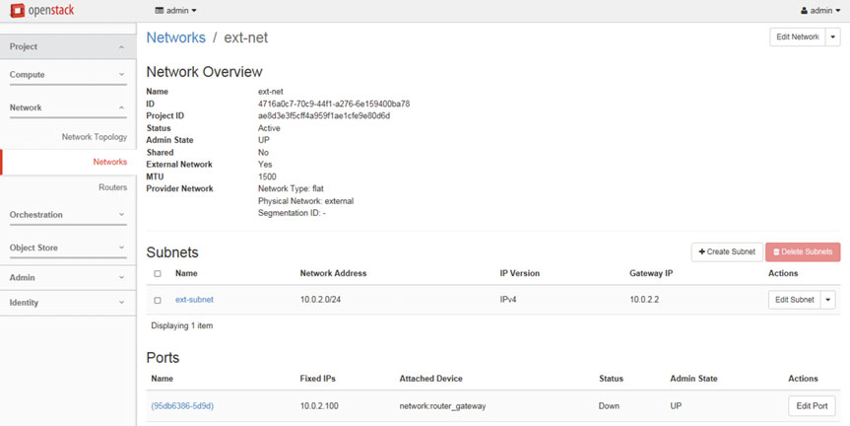 openstack admin admin
Project
Compute
Network
Network Topology
Networks
Routers
Orchestration
Object Store
Admin
Identity
Networks / ext-net Edit Network
Network Overview
Name ext-net
ID 4716a0c7-70c9-44f1-a276-6e159400ba78
Project ID ae8d3e3f5cff4a959f1ae1cfe9e80d6d
Status Active
Admin State UP
Shared No
External Network Yes
MTU 1500
Provider Network Network Type: flat
Physical Network: external
Segmentation ID: -
Subnets + Create Subnet Delete Subnets
Name Network Address IP Version Gateway IP Actions
ext-subnet 10.0.2.0/24 IPv4 10.0.2.2 Edit Subnet
Displaying 1 item
Ports
Name Fixed IPs Attached Device Status Admin State Actions
(95db6386-5d9d) 10.0.2.100 network:router_gateway Down UP Edit Port